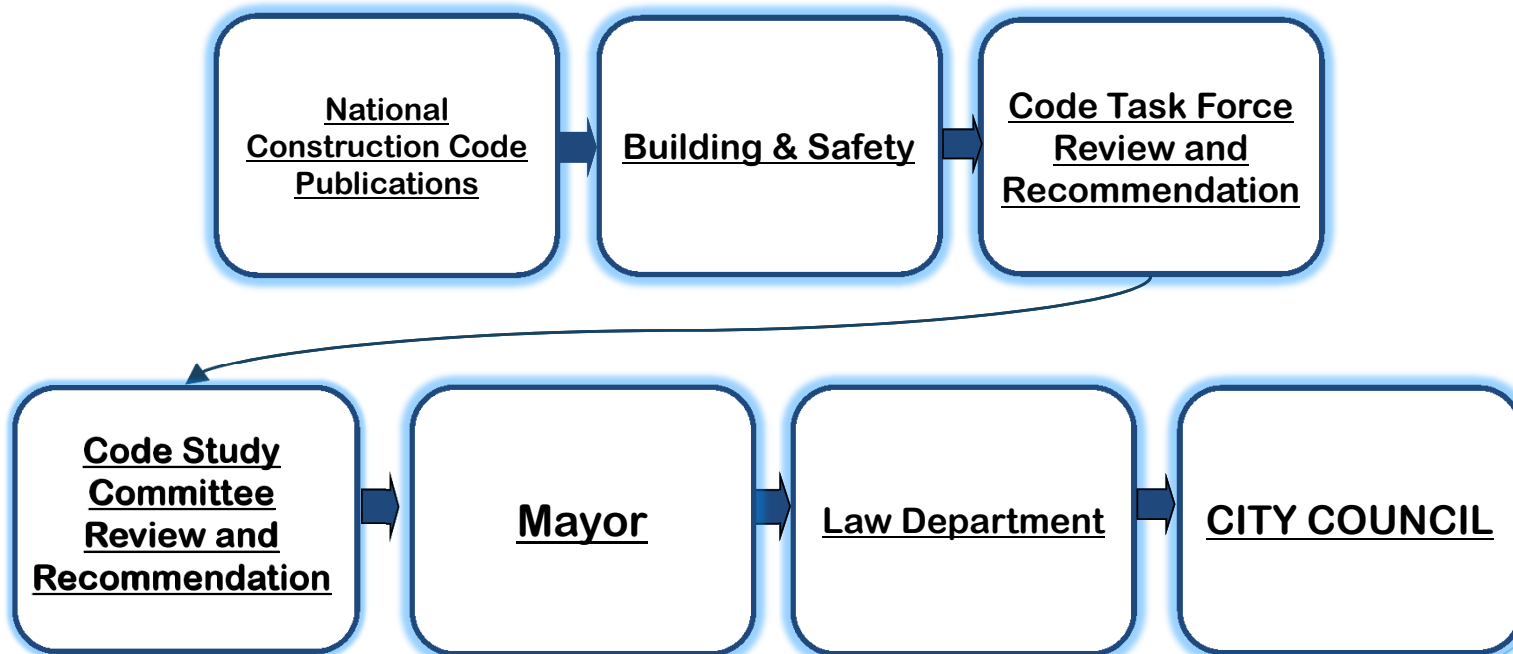 National
Construction Code
Publications
Building & Safety
Code Task Force
Review and
Recommendation
Code Study
Committee
Review and
Recommendation
Mayor
Law Department
CITY COUNCIL